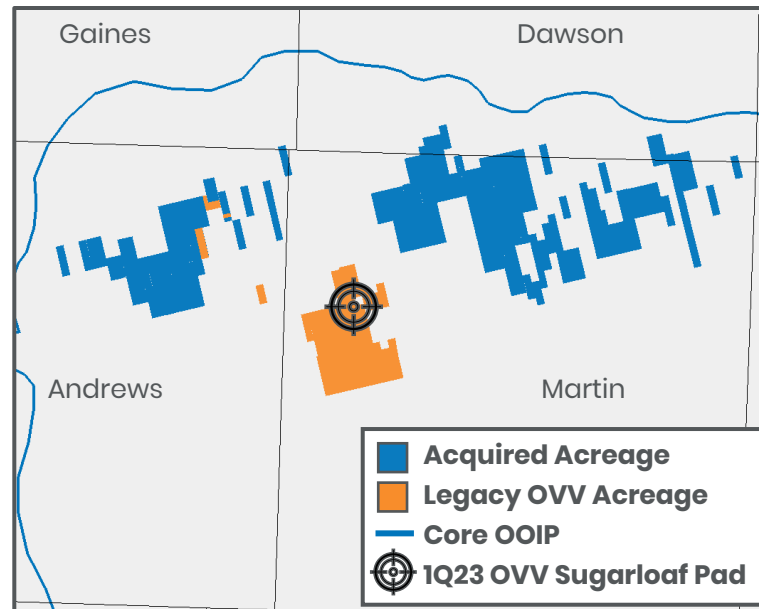 Gaines
Dawson
Andrews
Martin
Acquired Acreage
Legacy OVV Acreage
Core OOIP
1Q23 OVV Sugarloaf Pad